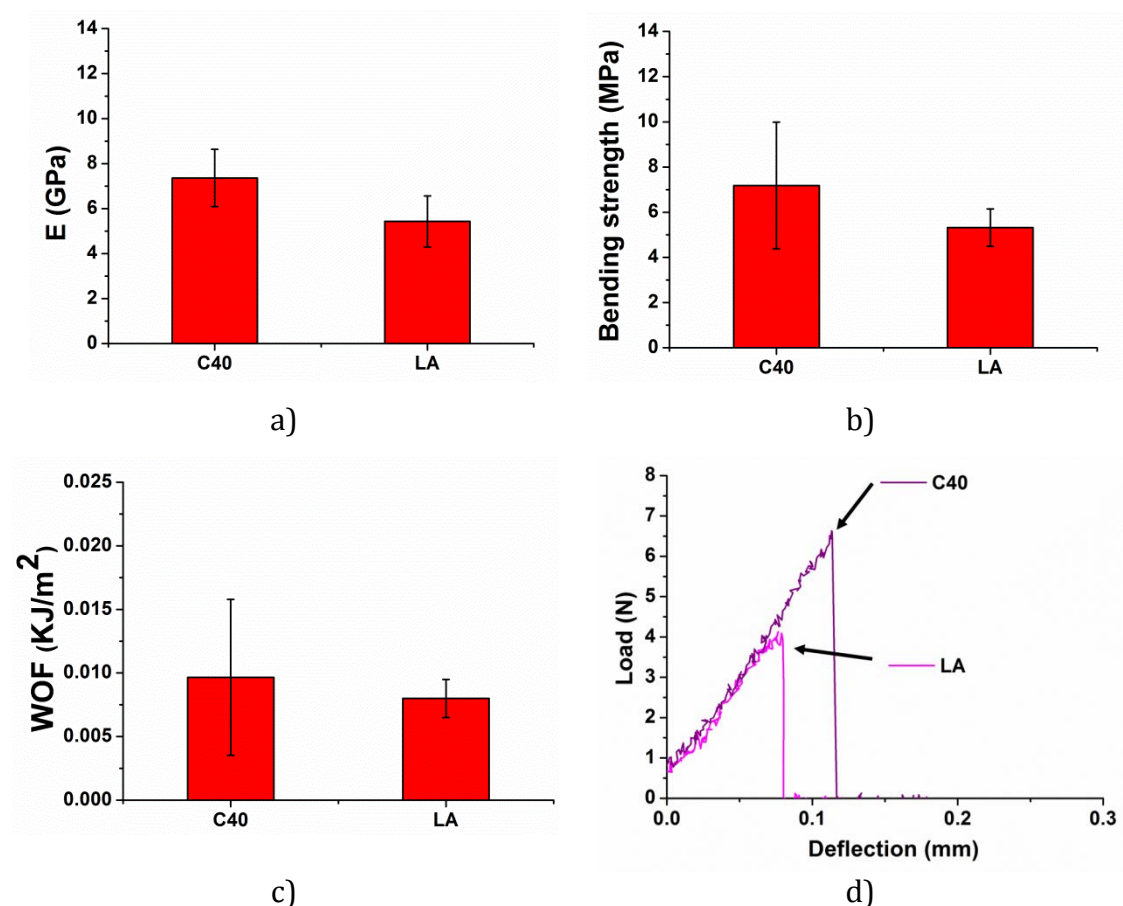 14
12
10
8
6
4
2
0
E (GPa)
C40
LA
a)
14
12
10
8
6
4
2
0
Bending strength (MPa)
C40
LA
b)
0.025
0.020
0.015
0.010
0.005
0.000
WOF (KJ/m²)
C40
LA
c)
8
7
6
5
4
3
2
1
0
Load (N)
C40
LA
0.0
0.1
0.2
0.3
Deflection (mm)
d)